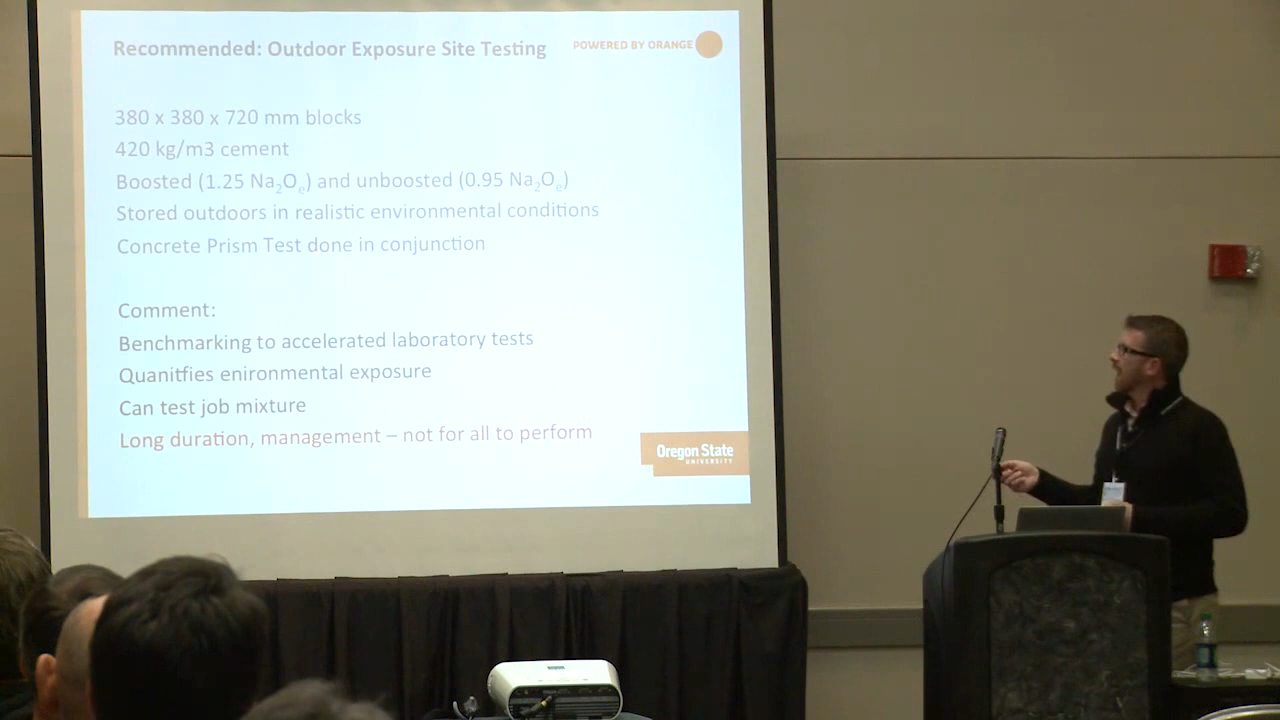 Recommended: Outdoor Exposure Site Testing
POWERED BY ORANGE
380 x 380 x 720 mm blocks
420 kg/m3 cement
Boosted (1.25 Na₂Oₑ) and unboosted (0.95 Na₂Oₑ)
Stored outdoors in realistic environmental conditions
Concrete Prism Test done in conjunction
Comment:
Benchmarking to accelerated laboratory tests
Quanitfies enironmental exposure
Can test job mixture
Long duration, management – not for all to perform
Oregon State
UNIVERSITY